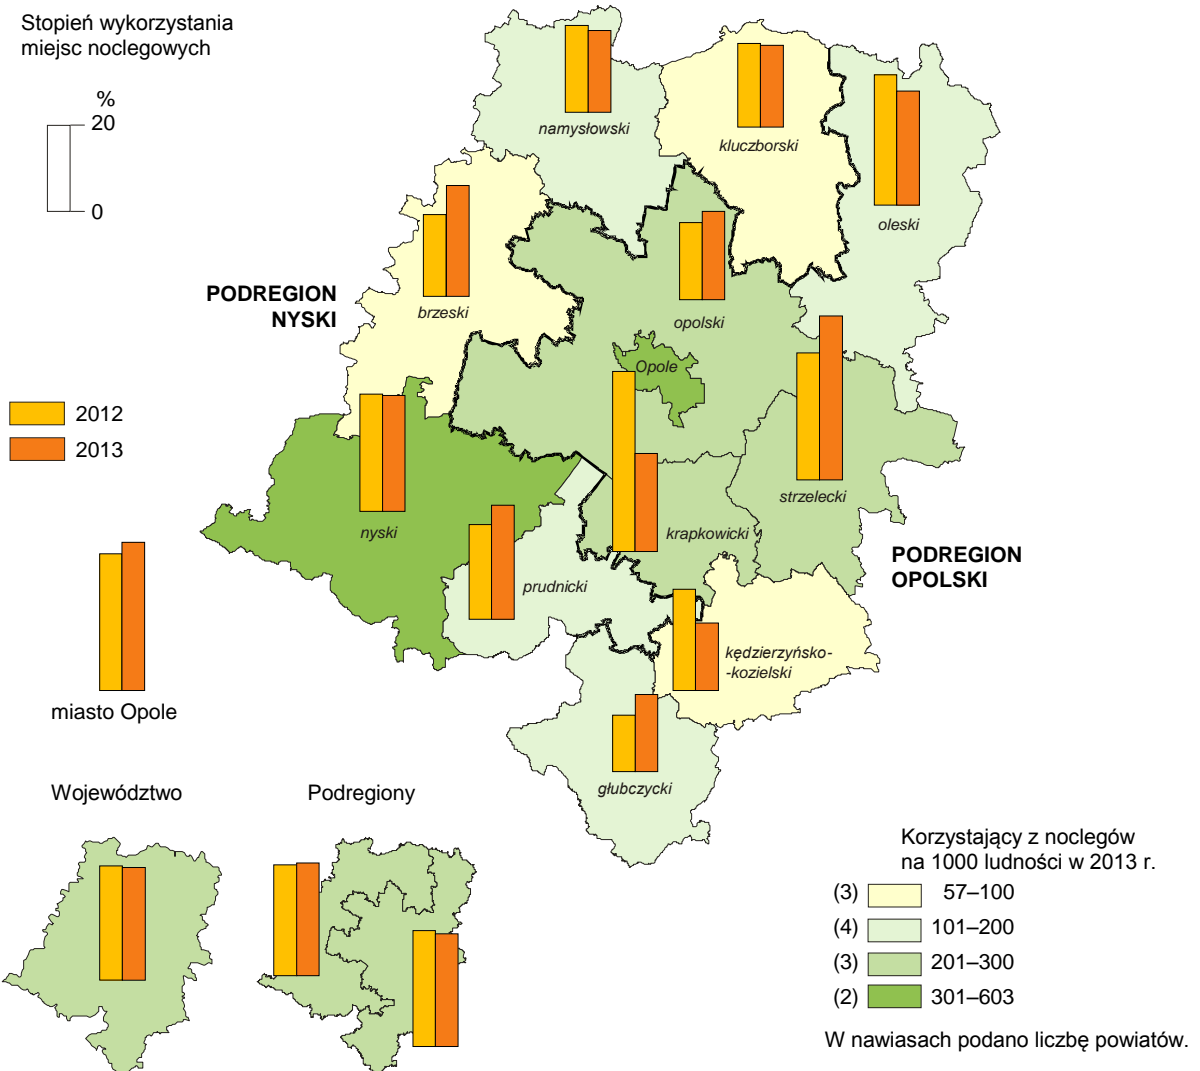 Stopień wykorzystania
miejsc noclegowych
%
20
0
namysłowski
kluczborski
oleski
brzeski
opolski
PODREGION
NYSKI
Opole
2012
2013
strzelecki
nyski
krapkowicki
prudnicki
PODREGION
OPOLSKI
kędzierzyńsko-
-kozielski
miasto Opole
głubczycki
Województwo
Podregiony
Korzystający z noclegów
na 1000 ludności w 2013 r.
(3) 57–100
(4) 101–200
(3) 201–300
(2) 301–603
W nawiasach podano liczbę powiatów.